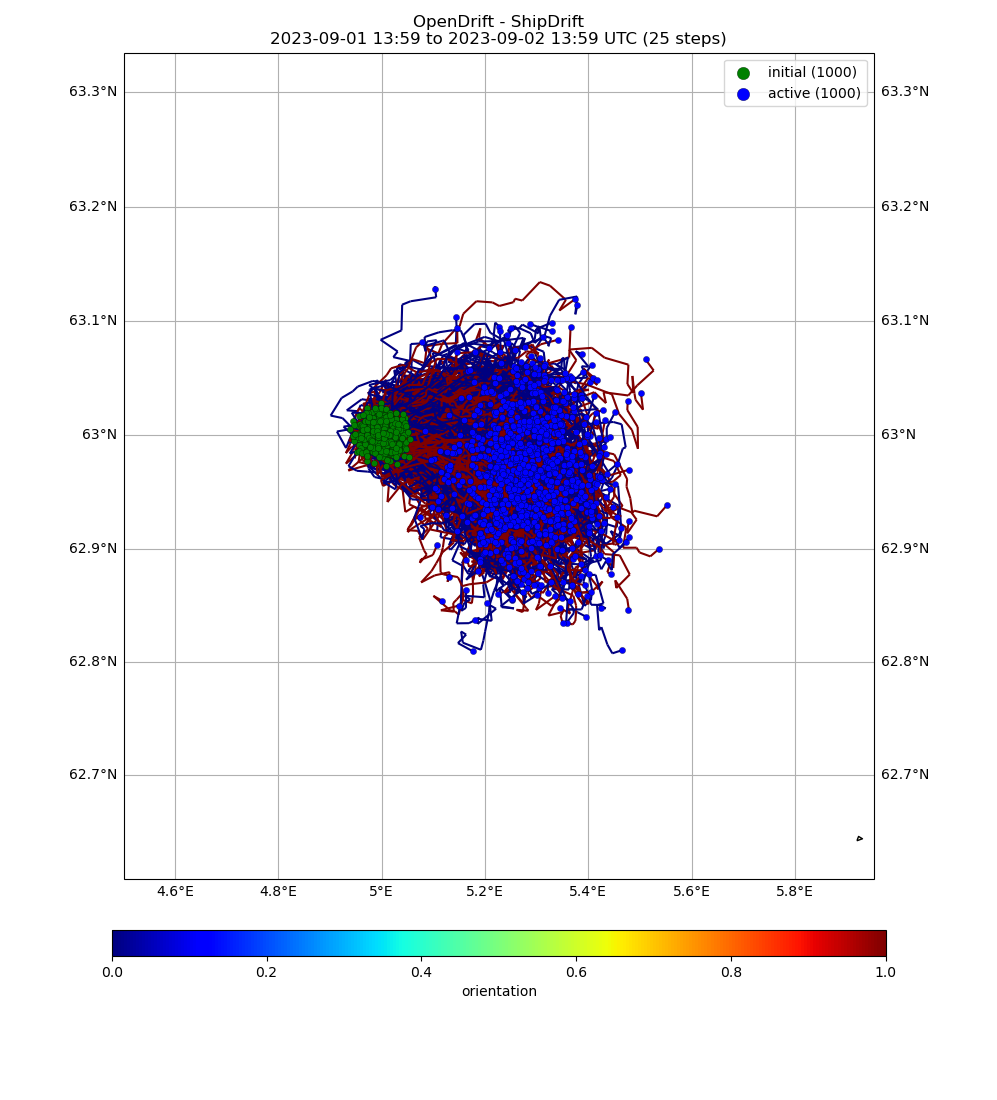 OpenDrift - ShipDrift
2023-09-01 13:59 to 2023-09-02 13:59 UTC (25 steps)
initial (1000)
active (1000)
63.3°N 63.3°N
63.2°N 63.2°N
63.1°N 63.1°N
63°N 63°N
62.9°N 62.9°N
62.8°N 62.8°N
62.7°N 62.7°N
4.6°E 4.8°E 5°E 5.2°E 5.4°E 5.6°E 5.8°E
0.0 0.2 0.4 0.6 0.8 1.0
orientation